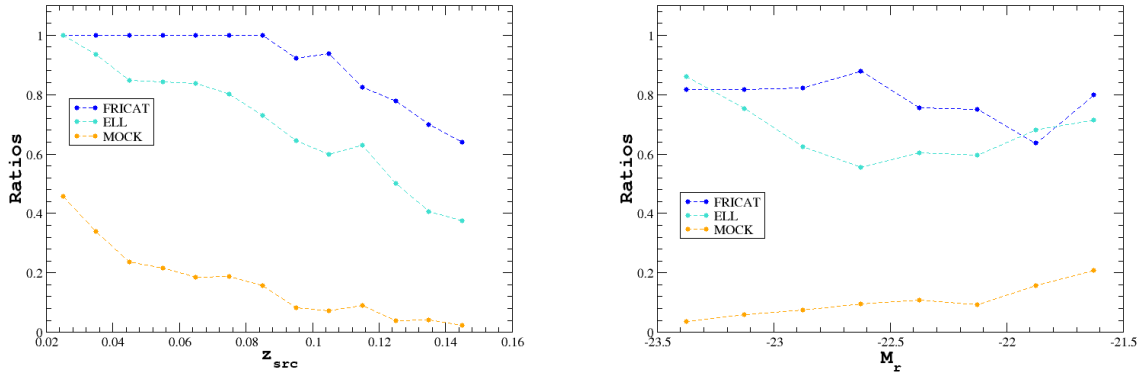 1
0.8
0.6
0.4
0.2
0
Ratios
FRICAT
ELL
MOCK
0.02 0.04 0.06 0.08 0.1 0.12 0.14 0.16
z_src
1
0.8
0.6
0.4
0.2
0
Ratios
FRICAT
ELL
MOCK
-23.5 -23 -22.5 -22 -21.5
M_r